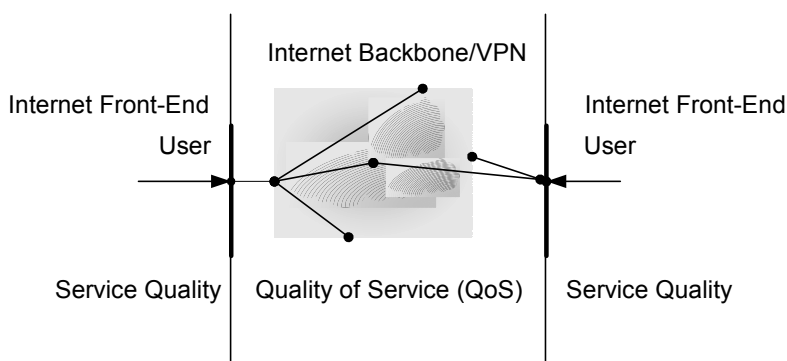 Internet Backbone/VPN
Internet Front-End
User
Internet Front-End
User
Service Quality
Quality of Service (QoS)
Service Quality